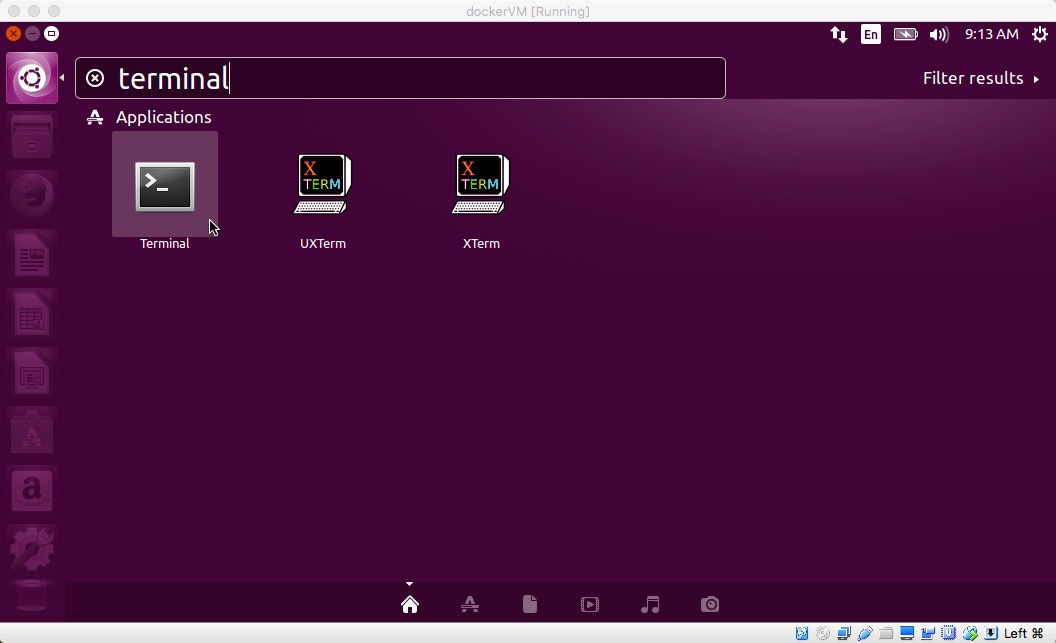 dockerVM [Running]
En
9:13 AM
terminal
Filter results
Applications
X
TERM
X
TERM
Terminal
UXTerm
XTerm
a
Left ⌘